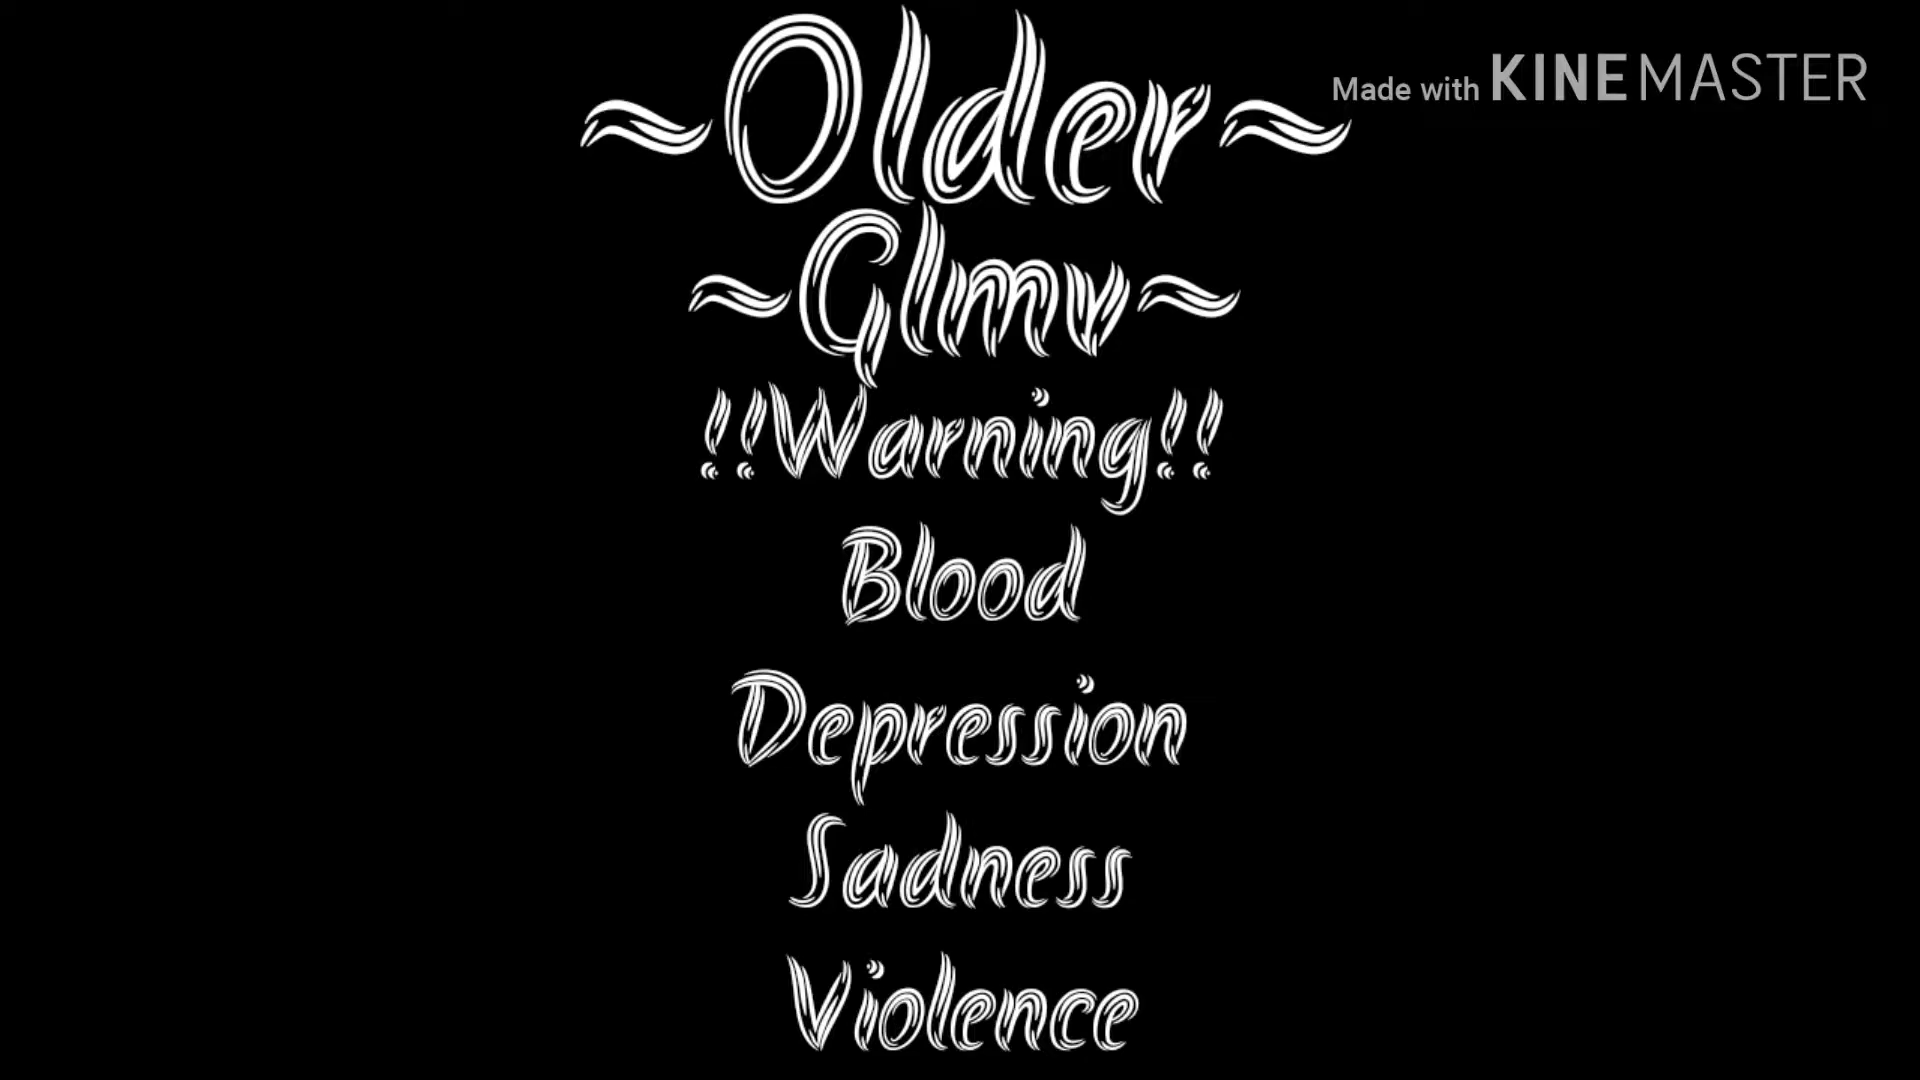 ~Older~
Made with KINEMASTER
~Glmv~
!!Warning!!
Blood
Depression
Sadness
Violence